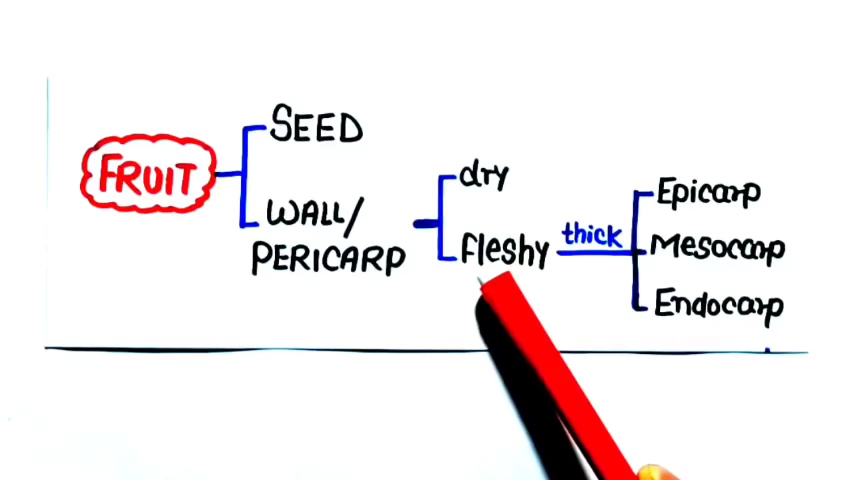 FRUIT
SEED
WALL/
PERICARP
dry
fleshy
thick
Epicarp
Mesocarp
Endocarp